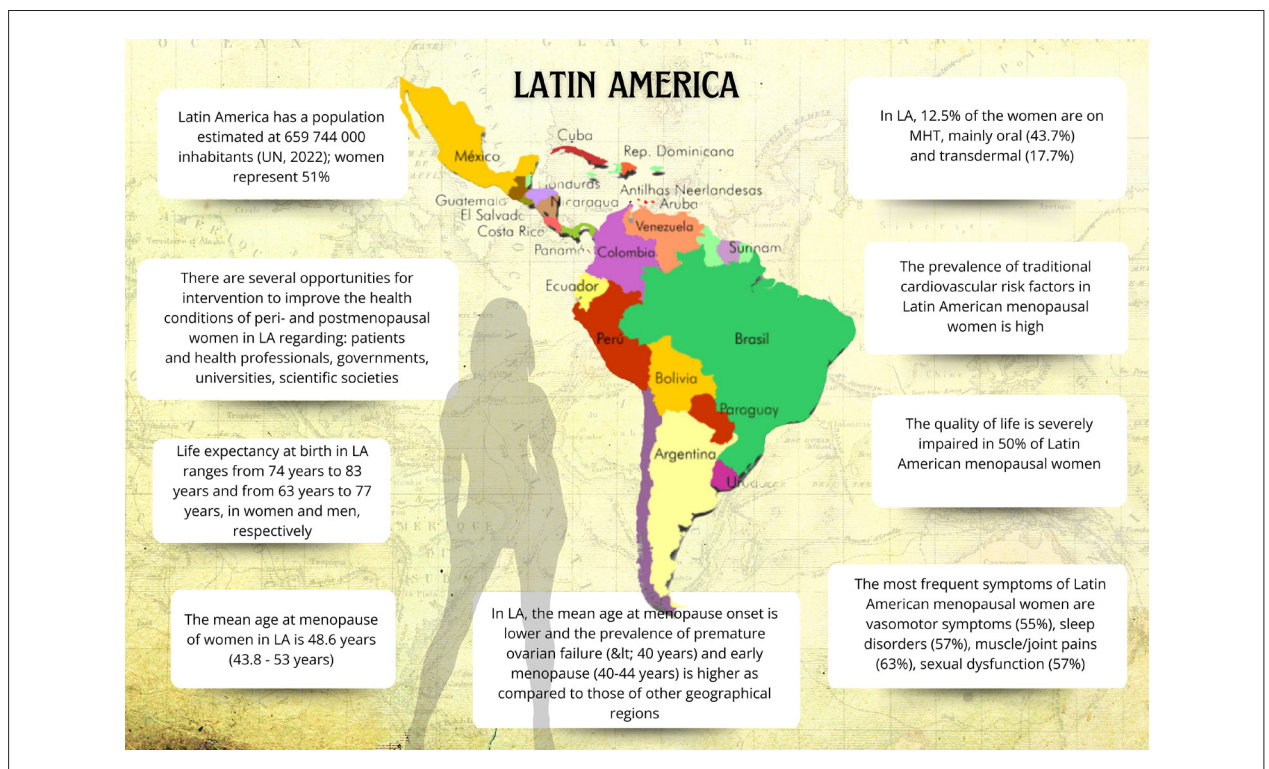 LATIN AMERICA
Latin America has a population
estimated at 659 744 000
inhabitants (UN, 2022); women
represent 51%
There are several opportunities for
intervention to improve the health
conditions of peri- and postmenopausal
women in LA regarding: patients
and health professionals, governments,
universities, scientific societies
Life expectancy at birth in LA
ranges from 74 years to 83
years and from 63 years to 77
years, in women and men,
respectively
The mean age at menopause
of women in LA is 48.6 years
(43.8 - 53 years)
Cuba
México
Rep. Dominicana
Honduras
Antilhas Neerlandesas
Guatemala
Nicaragua
Aruba
El Salvado
Costa Rica
Venezuela
Panamá
Colombia
Surinam
Ecuador
Perú
Brasil
Bolivia
Paraguay
Argentina
Uruguai
In LA, the mean age at menopause onset is
lower and the prevalence of premature
ovarian failure (&lt; 40 years) and early
menopause (40-44 years) is higher as
compared to those of other geographical
regions
In LA, 12.5% of the women are on
MHT, mainly oral (43.7%)
and transdermal (17.7%)
The prevalence of traditional
cardiovascular risk factors in
Latin American menopausal
women is high
The quality of life is severely
impaired in 50% of Latin
American menopausal women
The most frequent symptoms of Latin
American menopausal women are
vasomotor symptoms (55%), sleep
disorders (57%), muscle/joint pains
(63%), sexual dysfunction (57%)